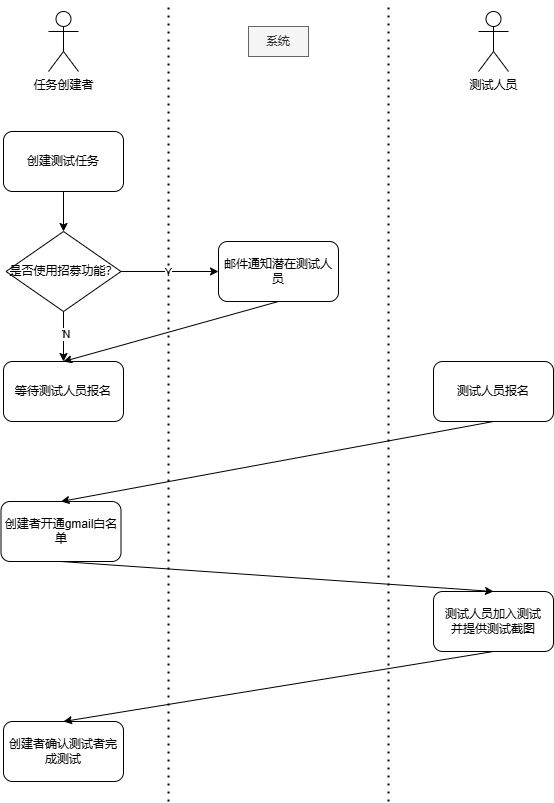 任务创建者
系统
测试人员
创建测试任务
是否使用招募功能?
Y
邮件通知潜在测试人
员
N
等待测试人员报名
测试人员报名
创建者开通gmail白名
单
测试人员加入测试
并提供测试截图
创建者确认测试者完
成测试